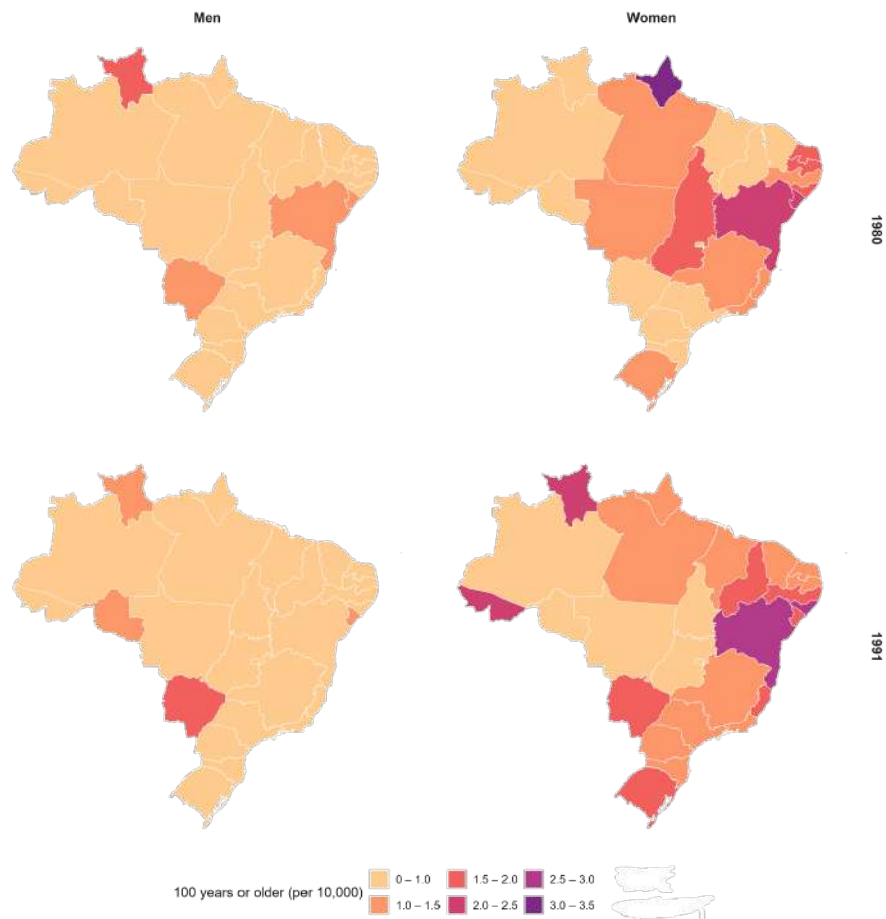 Men
Women
1980
1991
100 years or older (per 10,000)
0 – 1.0
1.5 – 2.0
2.5 – 3.0
1.0 – 1.5
2.0 – 2.5
3.0 – 3.5